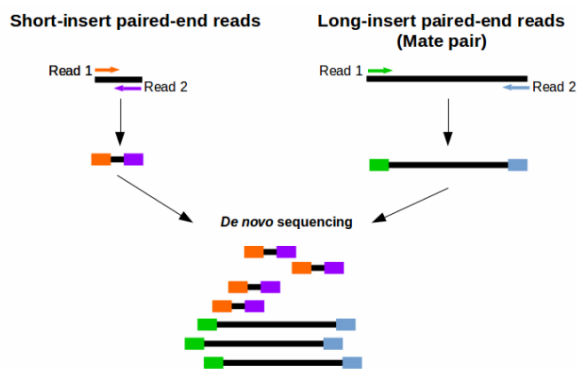 Short-insert paired-end reads
Long-insert paired-end reads
(Mate pair)
Read 1
Read 2
Read 1
Read 2
De novo sequencing